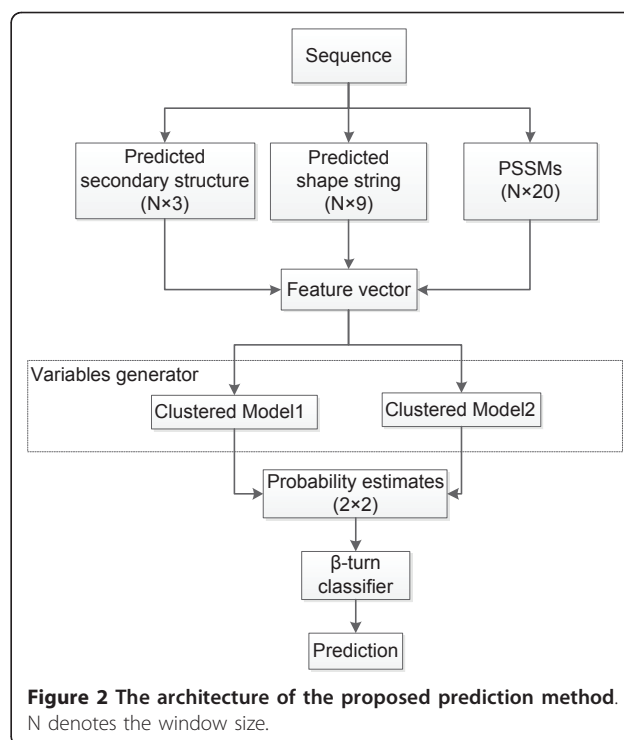 Sequence
Predicted
secondary structure
(N×3)
Predicted
shape string
(N×9)
PSSMs
(N×20)
Feature vector
Variables generator
Clustered Model1
Clustered Model2
Probability estimates
(2×2)
β-turn
classifier
Prediction
Figure 2 The architecture of the proposed prediction method.
N denotes the window size.